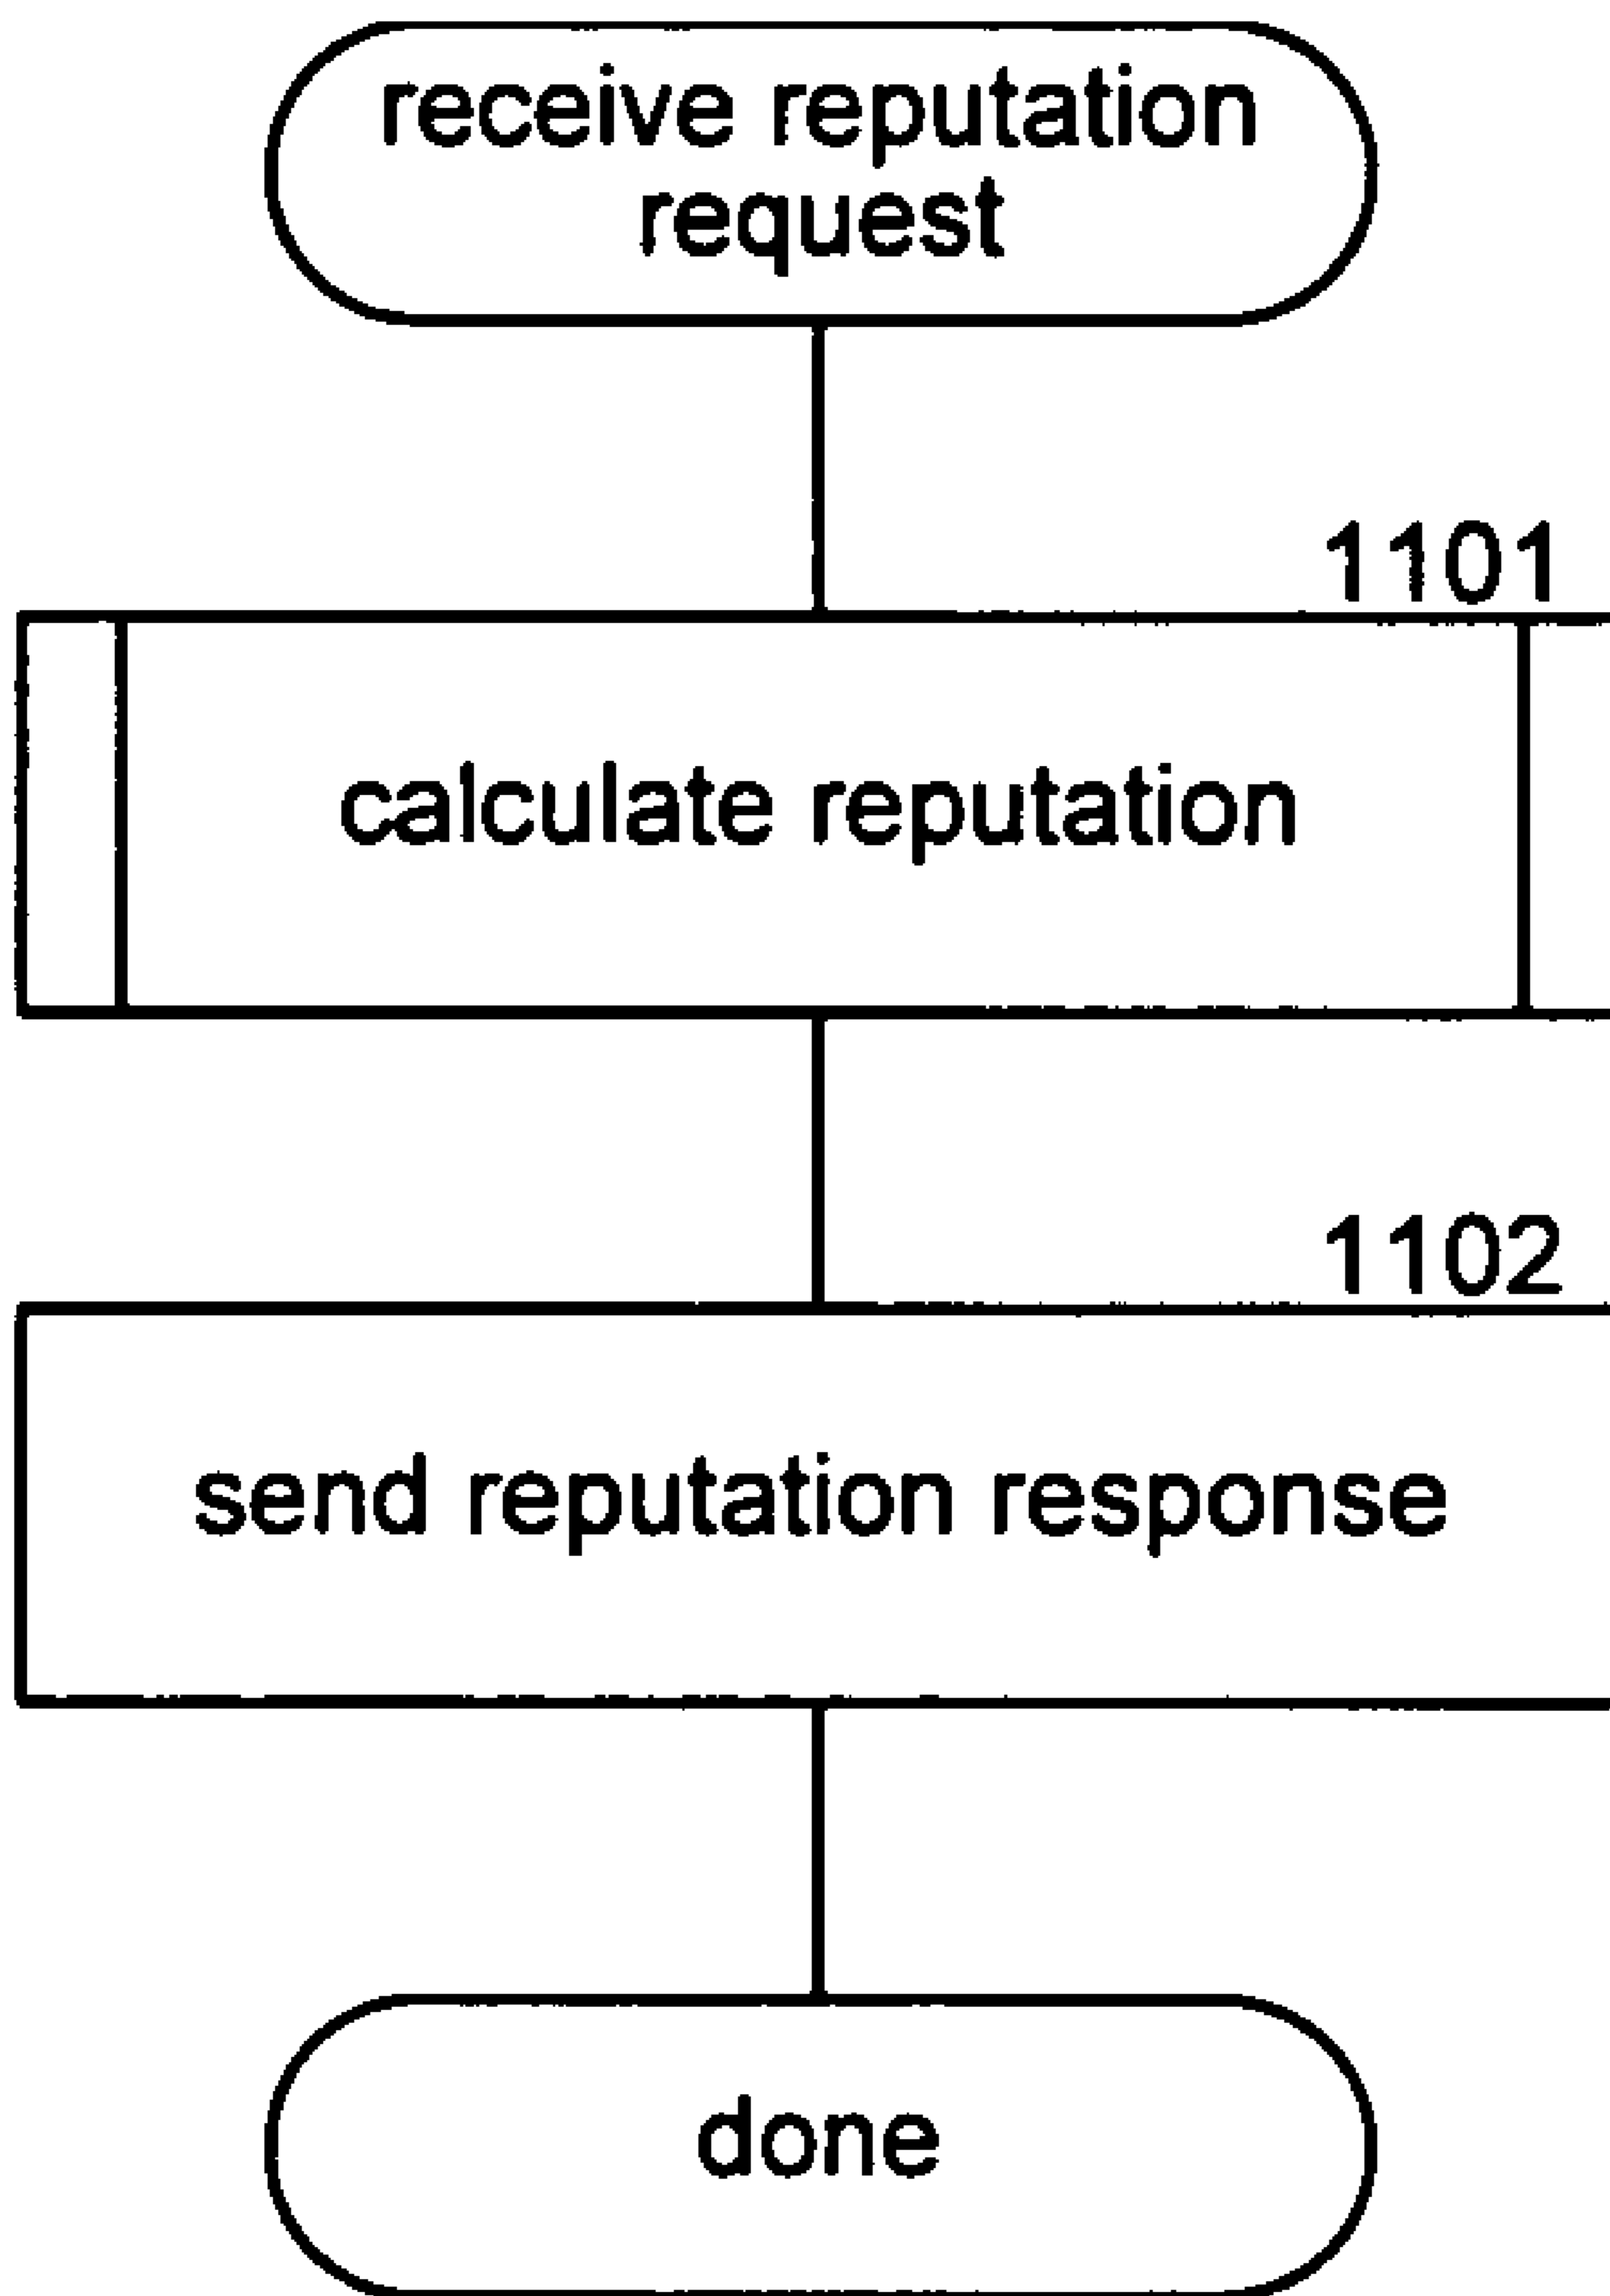 receive reputation
request
1101
calculate reputation
1102
send reputation response
done